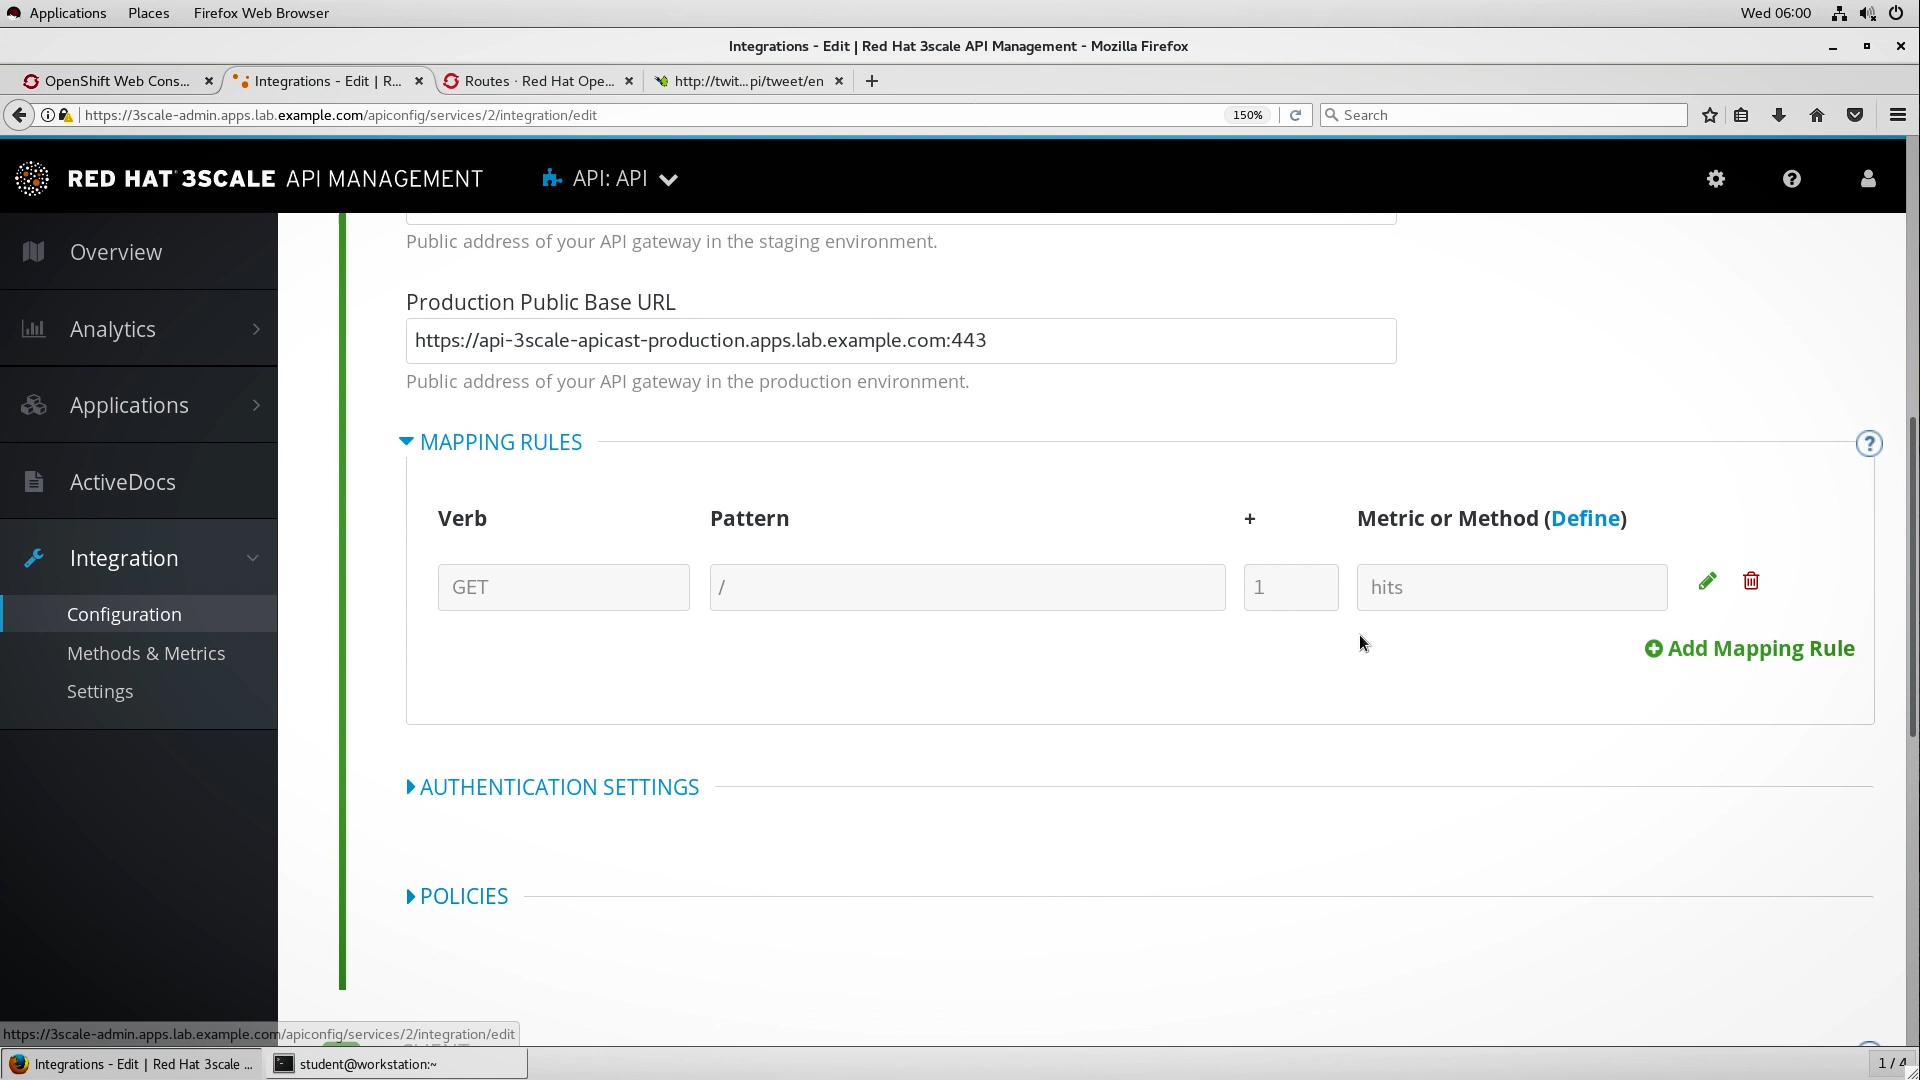 Applications Places Firefox Web Browser Wed 06:00
Integrations - Edit | Red Hat 3scale API Management - Mozilla Firefox
OpenShift Web Cons... Integrations - Edit | R... Routes · Red Hat Ope... http://twit...pi/tweet/en
https://3scale-admin.apps.lab.example.com/apiconfig/services/2/integration/edit 150% Search
RED HAT 3SCALE API MANAGEMENT API: API
Overview
Analytics
Applications
ActiveDocs
Integration
Configuration
Methods & Metrics
Settings
Public address of your API gateway in the staging environment.
Production Public Base URL
https://api-3scale-apicast-production.apps.lab.example.com:443
Public address of your API gateway in the production environment.
MAPPING RULES ?
Verb Pattern + Metric or Method (Define)
GET / 1 hits
Add Mapping Rule
AUTHENTICATION SETTINGS
POLICIES
https://3scale-admin.apps.lab.example.com/apiconfig/services/2/integration/edit
Integrations - Edit | Red Hat 3scale ... student@workstation:~ 1 / 4